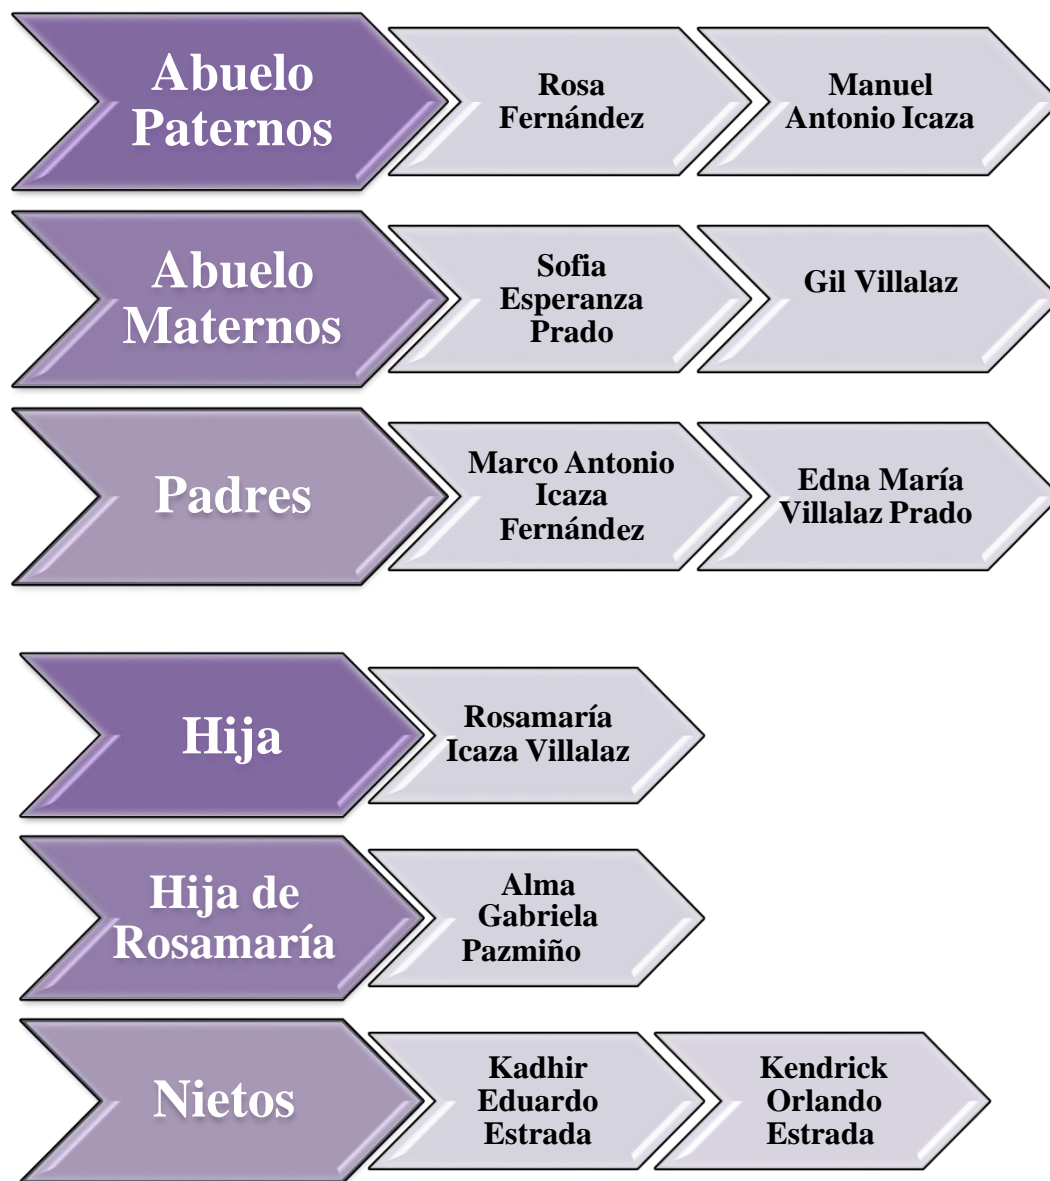 Abuelo
Paternos
Rosa
Fernández
Manuel
Antonio Icaza
Abuelo
Maternos
Sofia
Esperanza
Prado
Gil Villalaz
Padres
Marco Antonio
Icaza
Fernández
Edna María
Villalaz Prado
Hija
Rosamaría
Icaza Villalaz
Hija de
Rosamaría
Alma
Gabriela
Pazmiño
Nietos
Kadhir
Eduardo
Estrada
Kendrick
Orlando
Estrada